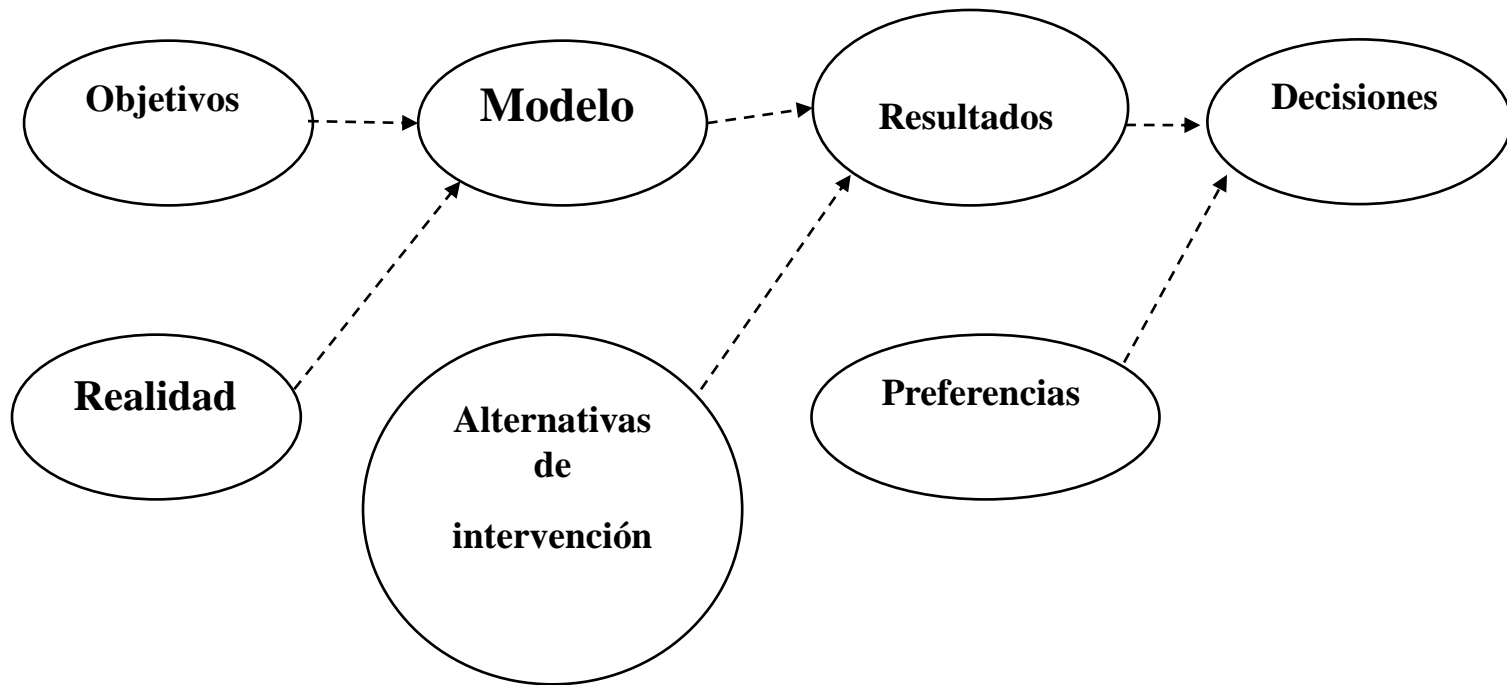 Objetivos
Modelo
Resultados
Decisiones
Realidad
Alternativas
de
intervención
Preferencias